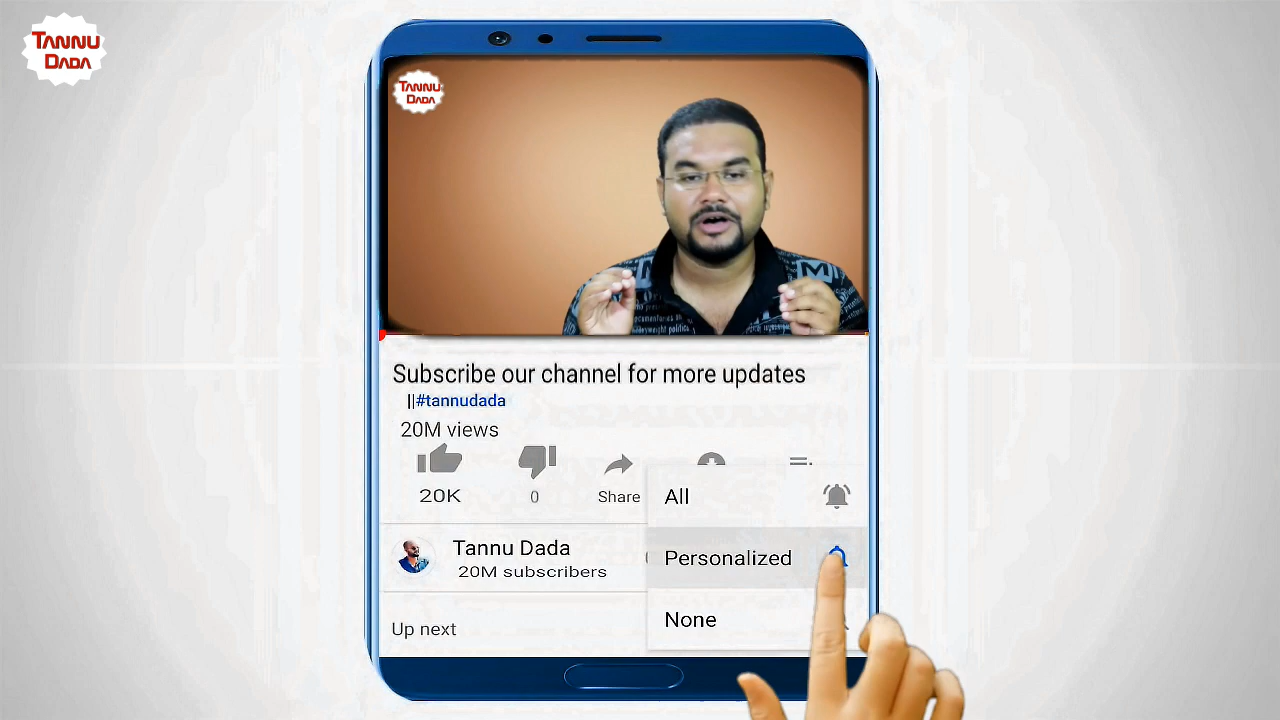 TANNU
DADA
TANNU
DADA
M
Subscribe our channel for more updates
||#tannudada
20M views
20K
0
Share
All
Tannu Dada
20M subscribers
Personalized
None
Up next